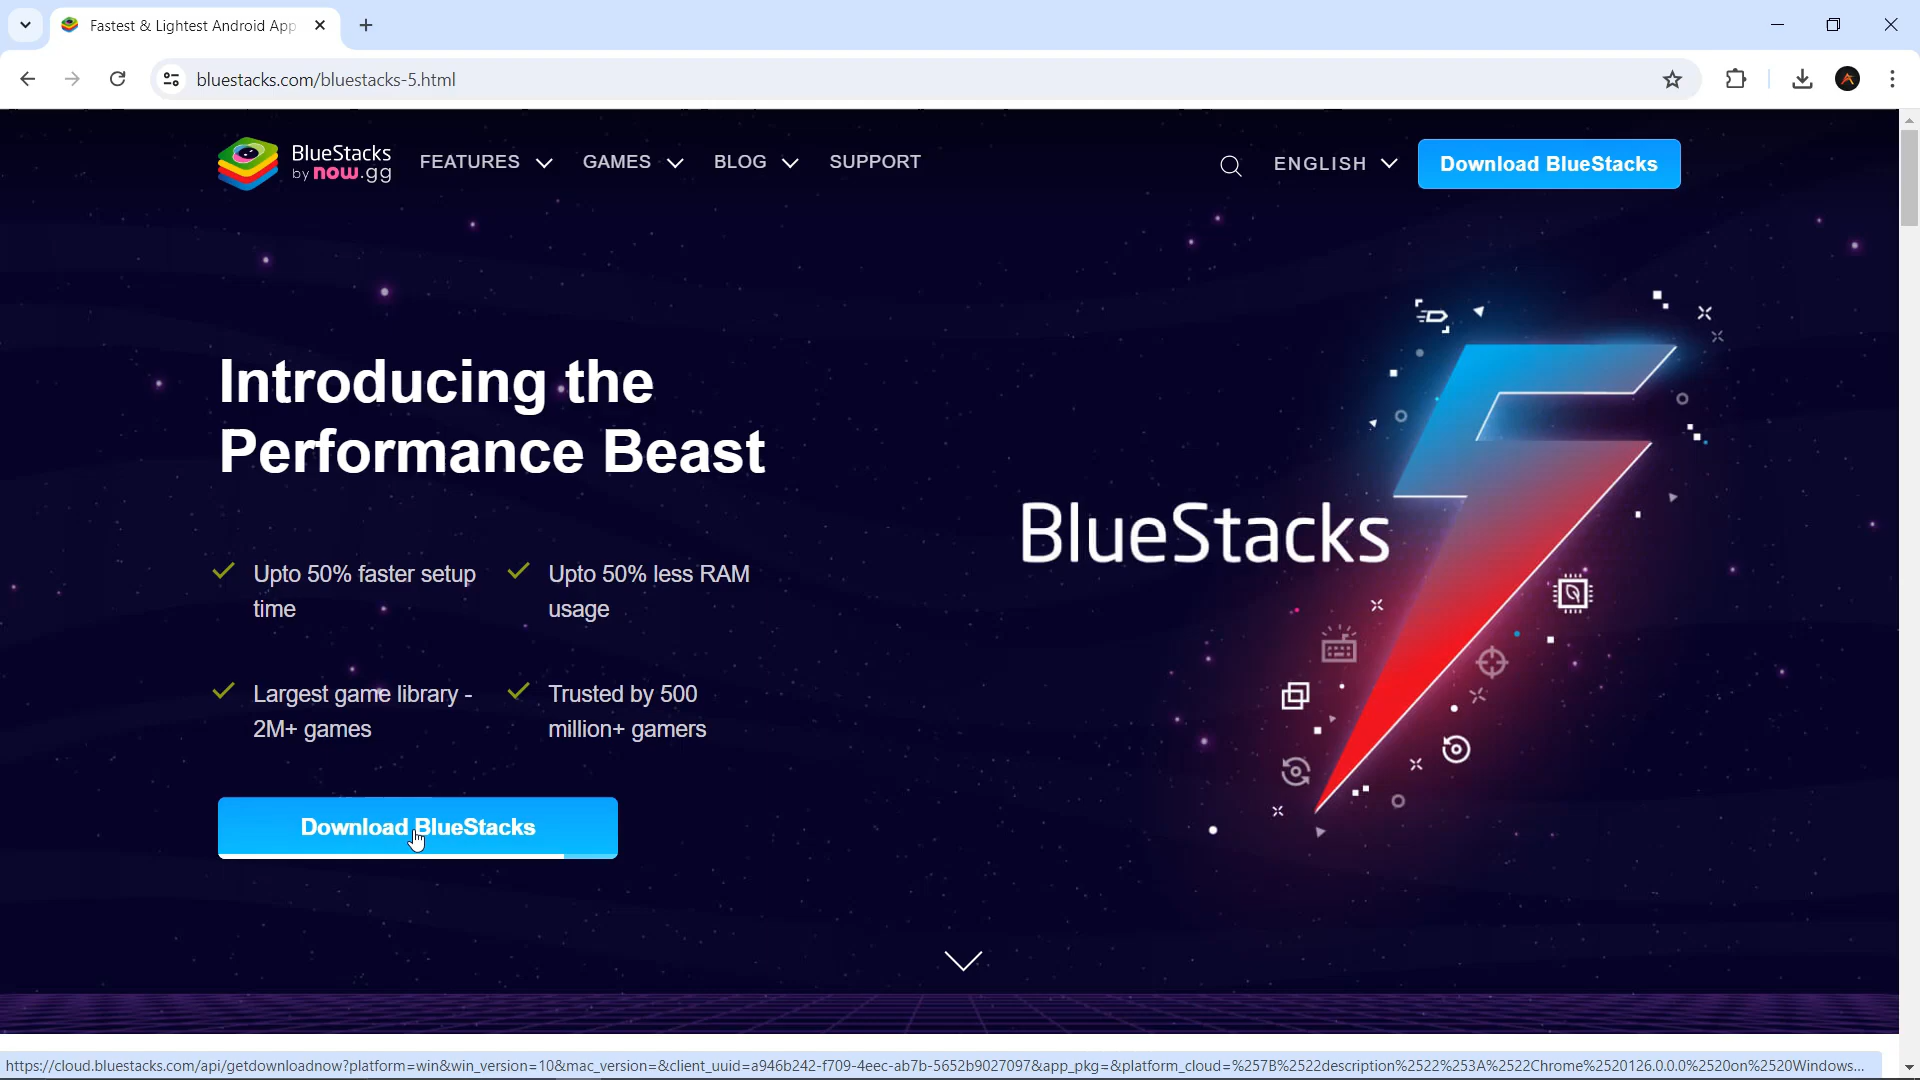 Fastest & Lightest Android App
bluestacks.com/bluestacks-5.html
BlueStacks
by now.gg
FEATURES
GAMES
BLOG
SUPPORT
ENGLISH
Download BlueStacks
Introducing the
Performance Beast
BlueStacks
Upto 50% faster setup
time
Upto 50% less RAM
usage
Largest game library -
2M+ games
Trusted by 500
million+ gamers
Download BlueStacks
https://cloud.bluestacks.com/api/getdownloadnow?platform=win&win_version=10&mac_version=&client_uuid=a946b242-f709-4eec-ab7b-5652b9027097&app_pkg=&platform_cloud=%257B%2522description%2522%253A%2522Chrome%2520126.0.0.0%2520on%2520Windows...